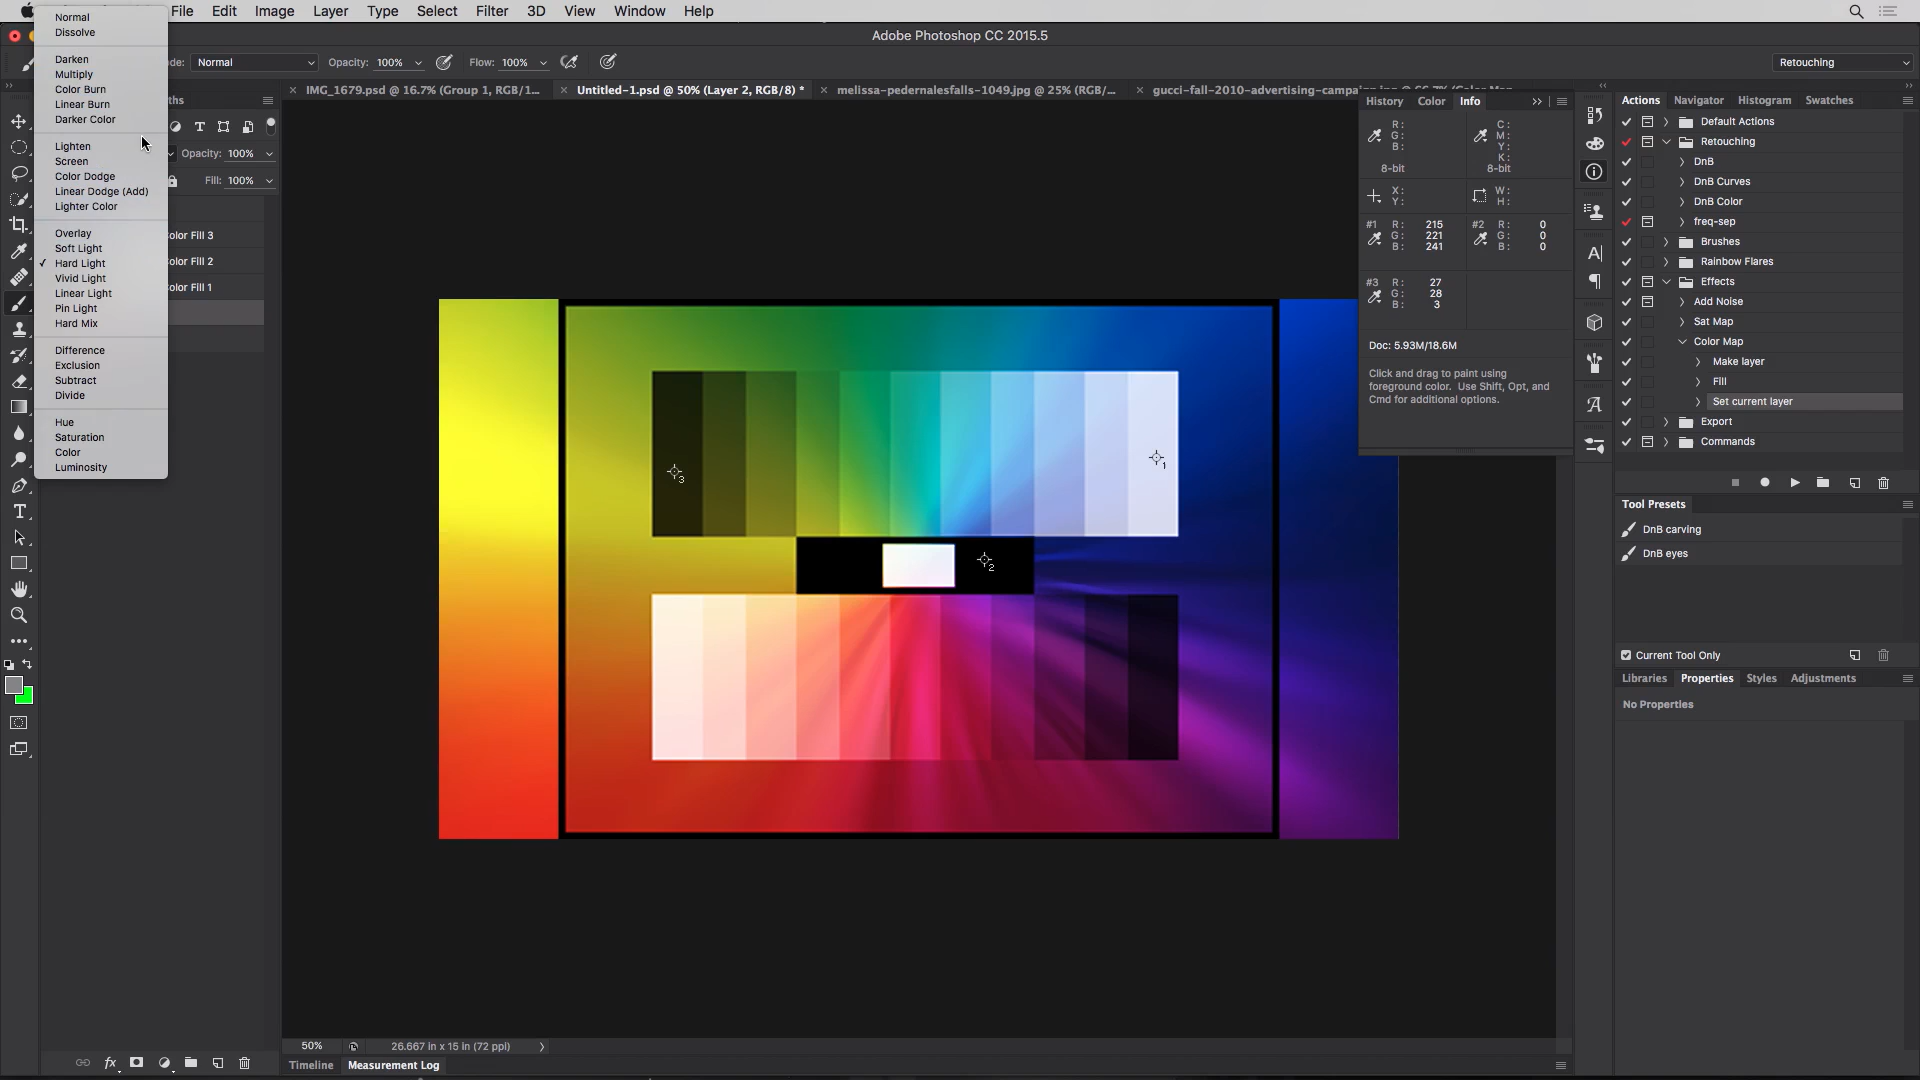 File Edit Image Layer Type Select Filter 3D View Window Help
Adobe Photoshop CC 2015.5
Normal
Dissolve
Darken
Multiply
Color Burn
Linear Burn
Darker Color
Lighten
Screen
Color Dodge
Linear Dodge (Add)
Lighter Color
Overlay
Soft Light
✓ Hard Light
Vivid Light
Linear Light
Pin Light
Hard Mix
Difference
Exclusion
Subtract
Divide
Hue
Saturation
Color
Luminosity
de: Normal Opacity: 100% Flow: 100% Retouching
IMG_1679.psd @ 16.7% (Group 1, RGB/1... Untitled-1.psd @ 50% (Layer 2, RGB/8) * melissa-pedernalesfalls-1049.jpg @ 25% (RGB/...
ths
Opacity: 100%
Fill: 100%
olor Fill 3
olor Fill 2
olor Fill 1
History Color Info
R: C:
G: M:
B: Y:
K:
8-bit 8-bit
X: W:
Y: H:
#1 R: 215 #2 R: 0
G: 221 G: 0
B: 241 B: 0
#3 R: 27
G: 28
B: 3
Doc: 5.93M/18.6M
Click and drag to paint using
foreground color. Use Shift, Opt, and
Cmd for additional options.
1
2
3
Actions Navigator Histogram Swatches
Default Actions
Retouching
DnB
DnB Curves
DnB Color
freq-sep
Brushes
Rainbow Flares
Effects
Add Noise
Sat Map
Color Map
Make layer
Fill
Set current layer
Export
Commands
Tool Presets
DnB carving
DnB eyes
Current Tool Only
Libraries Properties Styles Adjustments
No Properties
50% 26.667 in x 15 in (72 ppi)
Timeline Measurement Log